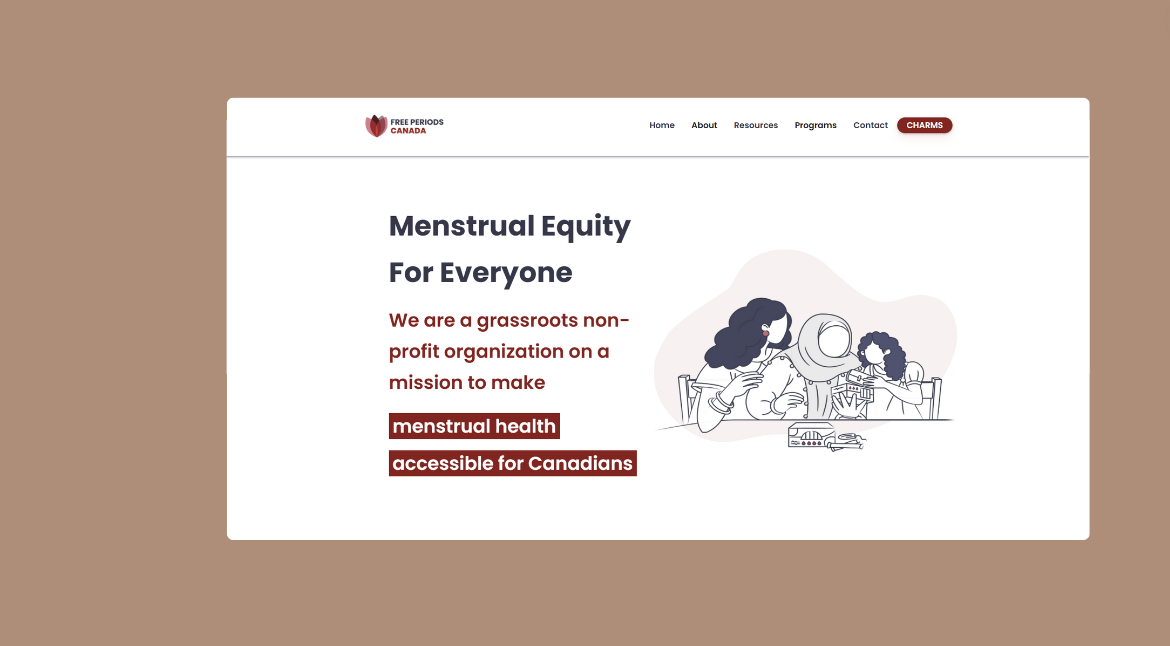 FREE PERIODS
CANADA
Home About Resources Programs Contact CHARMS
Menstrual Equity
For Everyone
We are a grassroots non-
profit organization on a
mission to make
menstrual health
accessible for Canadians